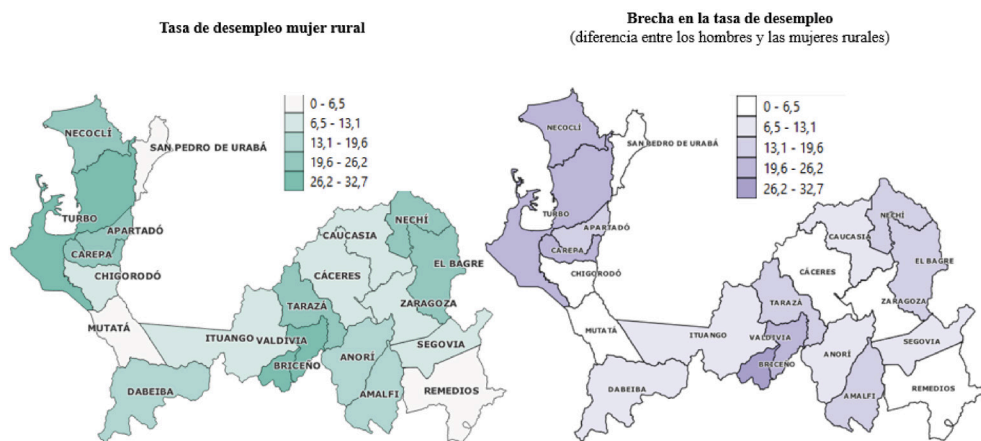 Tasa de desempleo mujer rural
0 - 6,5
6,5 - 13,1
13,1 - 19,6
19,6 - 26,2
26,2 - 32,7
NECOCLÍ
SAN PEDRO DE URABÁ
TURBO
APARTADÓ
CAREPA
CHIGORODÓ
MUTATÁ
DABEIBA
ITUANGO
TARAZÁ
VALDIVIA
BRICEÑO
CÁCERES
CAUCASIA
NECHÍ
EL BAGRE
ZARAGOZA
SEGOVIA
ANORÍ
AMALFI
REMEDIOS
Brecha en la tasa de desempleo
(diferencia entre los hombres y las mujeres rurales)
0 - 6,5
6,5 - 13,1
13,1 - 19,6
19,6 - 26,2
26,2 - 32,7
NECOCLÍ
SAN PEDRO DE URABÁ
TURBO
APARTADÓ
CAREPA
CHIGORODÓ
MUTATÁ
DABEIBA
ITUANGO
TARAZÁ
VALDIVIA
BRICEÑO
CÁCERES
CAUCASIA
NECHÍ
EL BAGRE
ZARAGOZA
SEGOVIA
ANORÍ
AMALFI
REMEDIOS